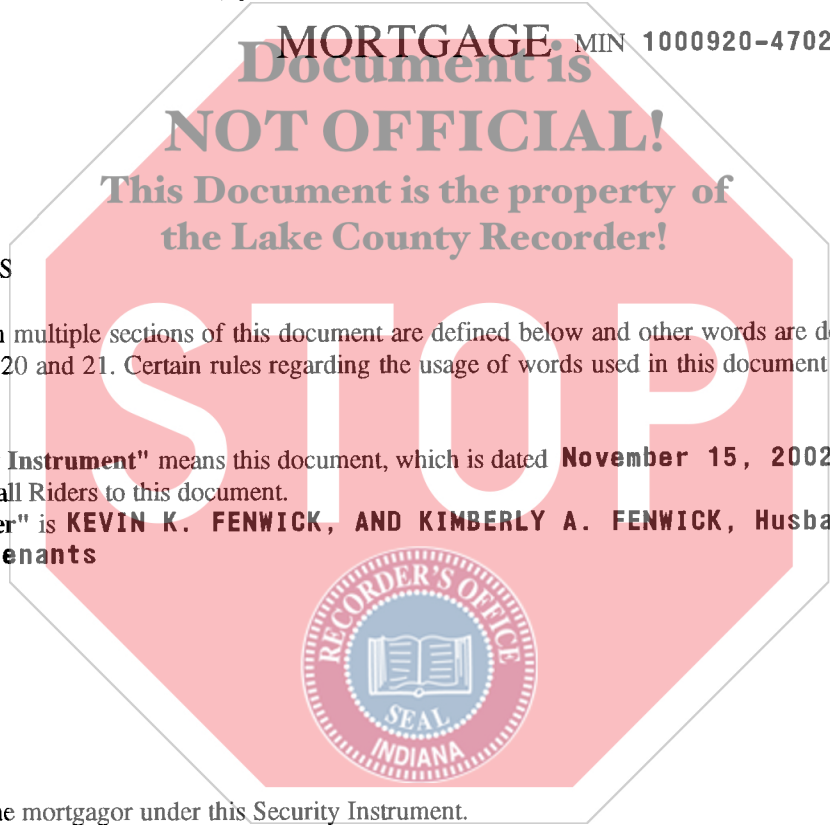 MORTGAGE MIN 1000920-4702
Document is
NOT OFFICIAL!
This Document is the property of
the Lake County Recorder!
S
multiple sections of this document are defined below and other words are d
20 and 21. Certain rules regarding the usage of words used in this document
STOP
Instrument" means this document, which is dated November 15, 2002
all Riders to this document.
er" is KEVIN K. FENWICK, AND KIMBERLY A. FENWICK, Husba
enants
RECORDER'S OFFICE
SEAL
INDIANA
e mortgagor under this Security Instrument.